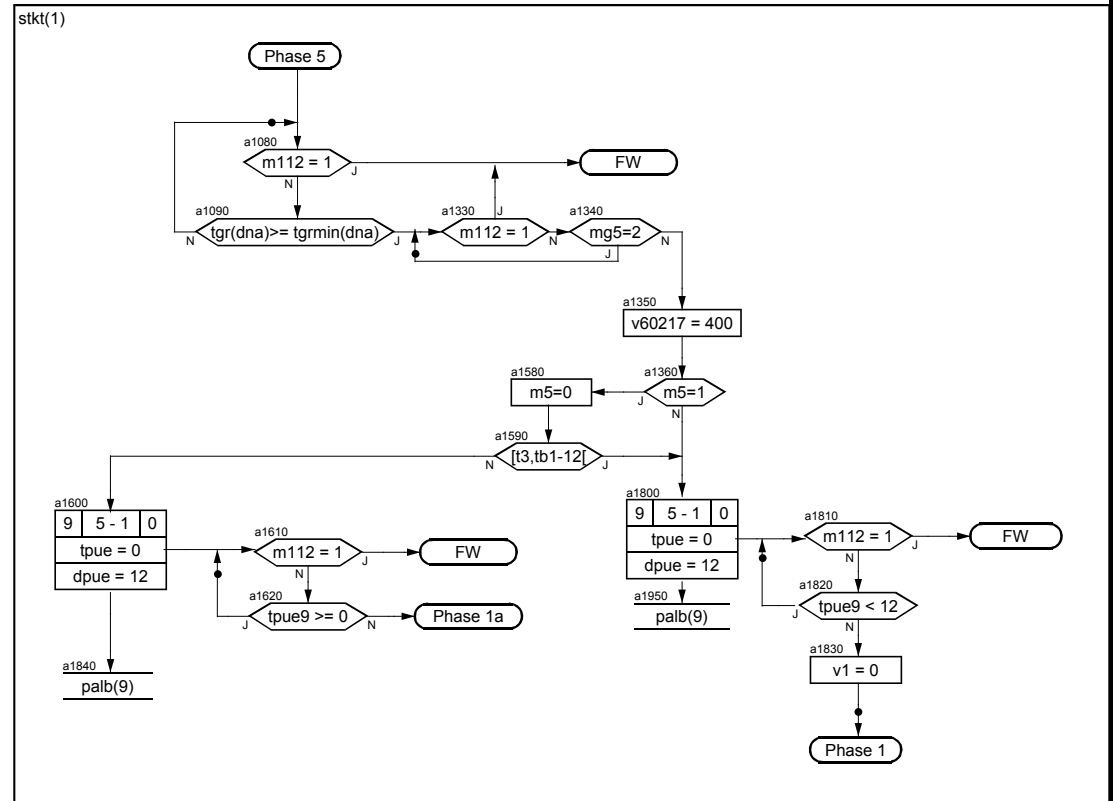 stkt(1)
Phase 5
a1080
m112 = 1
J
N
FW
a1090
tgr(dna)>= tgrmin(dna)
N
J
a1330
m112 = 1
J
N
a1340
mg5=2
J
N
a1350
v60217 = 400
a1360
m5=1
J
N
a1580
m5=0
a1590
[t3,tb1-12[
N
J
a1600
9 5 - 1 0
tpue = 0
dpue = 12
a1610
m112 = 1
J
N
FW
a1620
tpue9 >= 0
J
N
Phase 1a
a1840
palb(9)
a1800
9 5 - 1 0
tpue = 0
dpue = 12
a1950
palb(9)
a1810
m112 = 1
J
N
FW
a1820
tpue9 < 12
J
N
a1830
v1 = 0
Phase 1